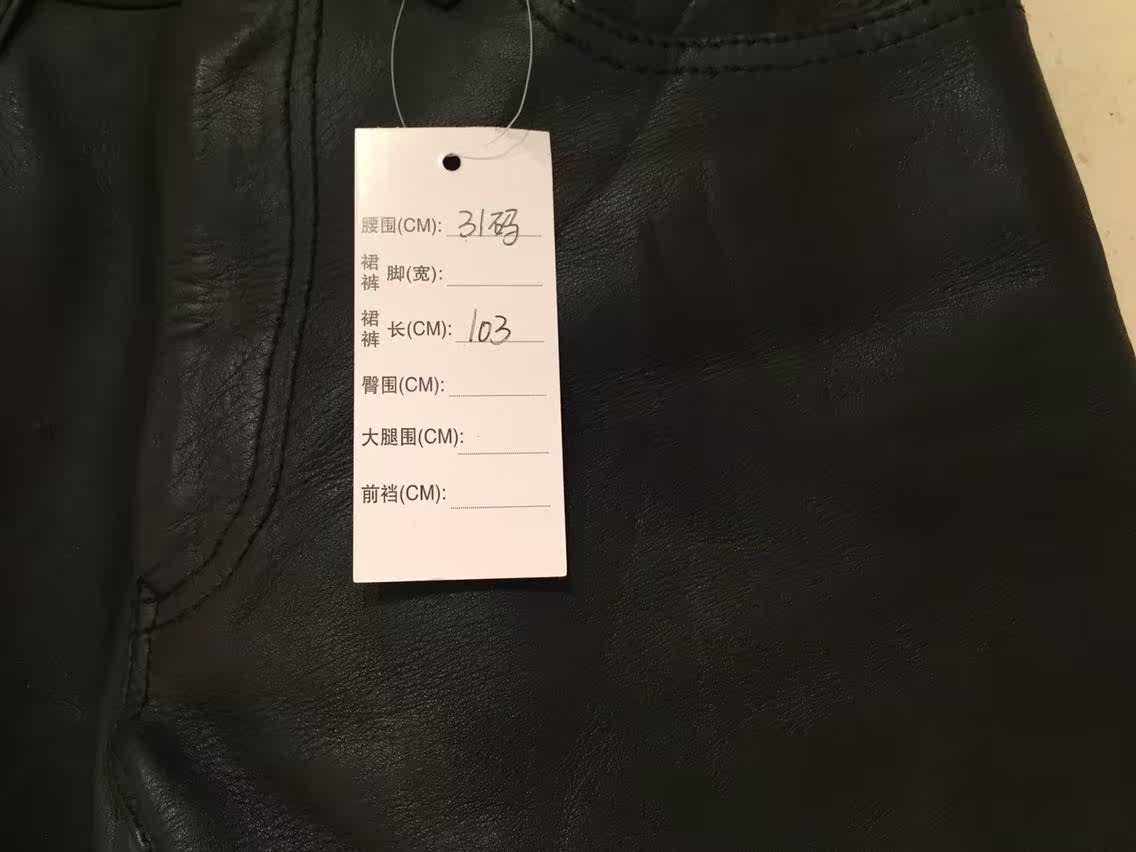 腰围(CM): 31码
裙裤 脚(宽):
裙裤 长(CM): 103
臀围(CM):
大腿围(CM):
前裆(CM):